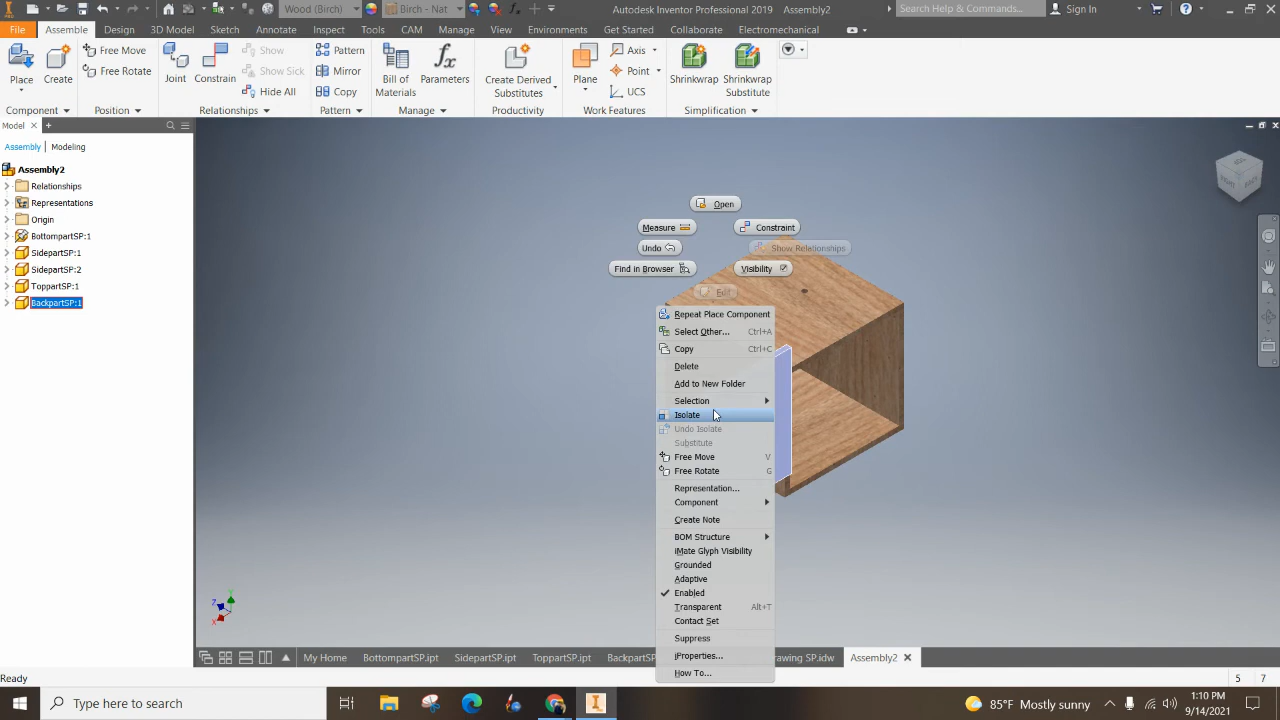 Wood (Birch)
Birch - Nat
Autodesk Inventor Professional 2019
Assembly2
Search Help & Commands...
Sign In
File
Assemble
Design
3D Model
Sketch
Annotate
Inspect
Tools
CAM
Manage
View
Environments
Get Started
Collaborate
Electromechanical
Place
Create
Free Move
Free Rotate
Joint
Constrain
Show
Show Sick
Hide All
Pattern
Mirror
Copy
Bill of
Materials
Parameters
Create Derived
Substitutes
Plane
Axis
Point
UCS
Shrinkwrap
Shrinkwrap
Substitute
Component
Position
Relationships
Pattern
Manage
Productivity
Work Features
Simplification
Model
Assembly
Modeling
Assembly2
Relationships
Representations
Origin
BottompartSP:1
SidepartSP:1
SidepartSP:2
ToppartSP:1
BackpartSP:1
Open
Measure
Constraint
Undo
Show Relationships
Find in Browser
Visibility
Edit
Repeat Place Component
Select Other... Ctrl+A
Copy Ctrl+C
Delete
Add to New Folder
Selection
Isolate
Undo Isolate
Substitute
Free Move V
Free Rotate G
Representation...
Component
Create Note
BOM Structure
iMate Glyph Visibility
Grounded
Adaptive
Enabled
Transparent Alt+T
Contact Set
Suppress
iProperties...
How To...
X
Y
Z
My Home
BottompartSP.ipt
SidepartSP.ipt
ToppartSP.ipt
BackpartSP
awing SP.idw
Assembly2
Ready
5 7
Type here to search
85°F Mostly sunny
1:10 PM
9/14/2021